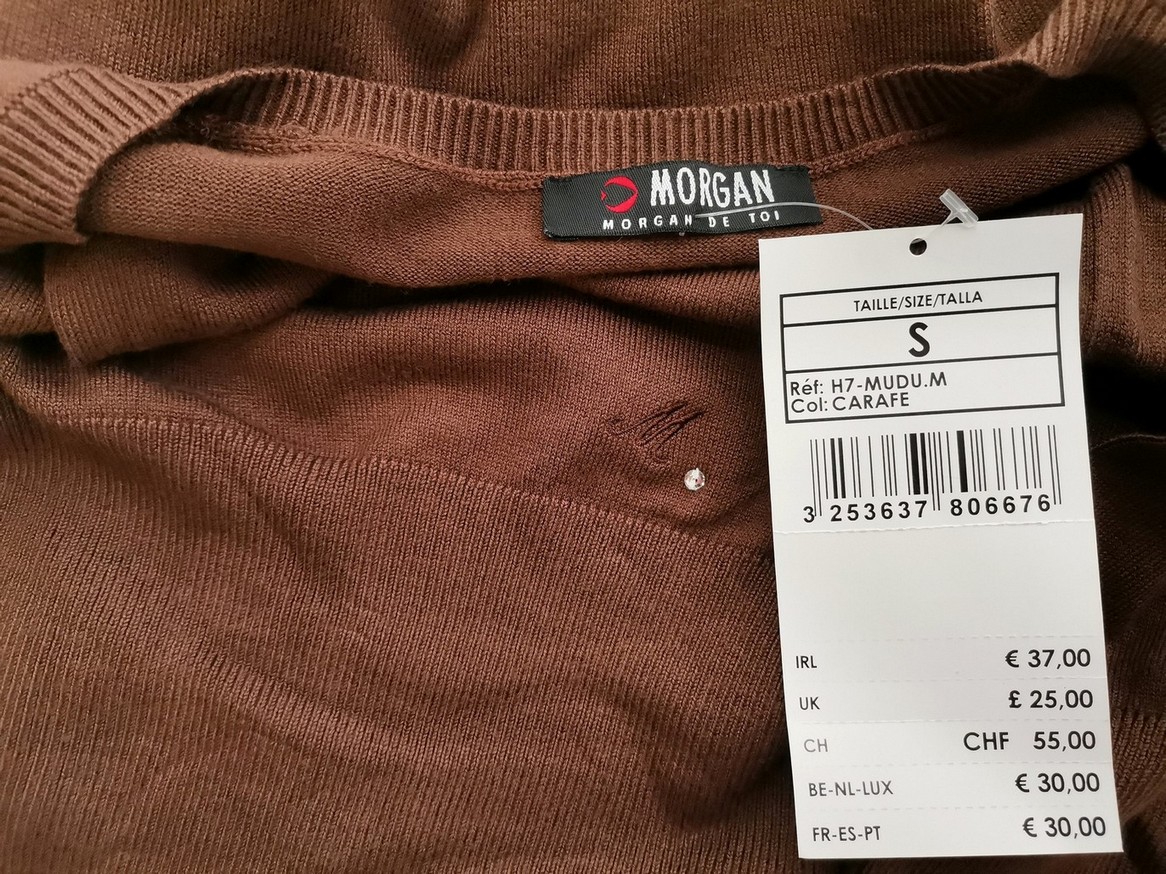 MORGAN
MORGAN DE TOI
TAILLE/SIZE/TALLA
S
Réf: H7-MUDU.M
Col: CARAFE
3 253637 806676
IRL € 37,00
UK £ 25,00
CH CHF 55,00
BE-NL-LUX € 30,00
FR-ES-PT € 30,00